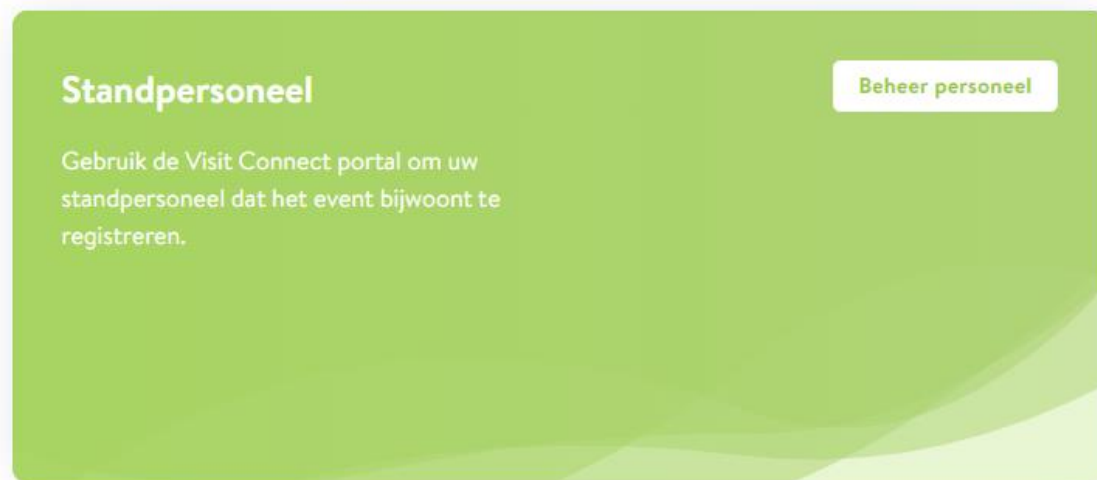 Standpersoneel
Beheer personeel
Gebruik de Visit Connect portal om uw
standpersoneel dat het event bijwoont te
registreren.